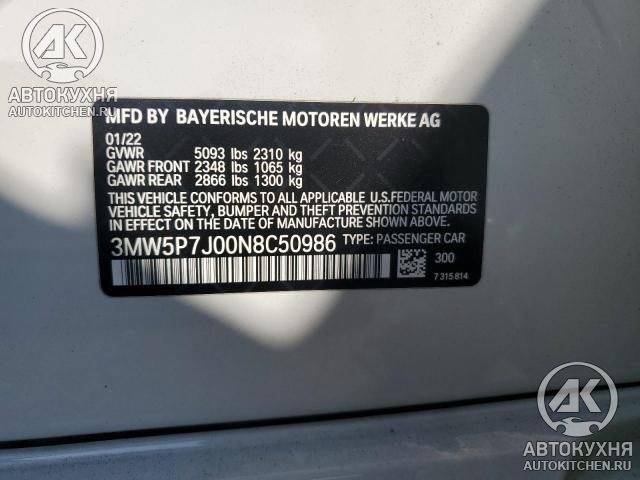 AK
АВТОКУХНЯ
AUTOKITCHEN.RU
MFD BY BAYERISCHE MOTOREN WERKE AG
01/22
GVWR 5093 lbs 2310 kg
GAWR FRONT 2348 lbs 1065 kg
GAWR REAR 2866 lbs 1300 kg
THIS VEHICLE CONFORMS TO ALL APPLICABLE U.S.FEDERAL MOTOR
VEHICLE SAFETY, BUMPER AND THEFT PREVENTION STANDARDS
IN EFFECT ON THE DATE OF MANUFACTURE SHOWN ABOVE.
3MW5P7J00N8C50986 TYPE: PASSENGER CAR
300
7 315 814
AK
АВТОКУХНЯ
AUTOKITCHEN.RU